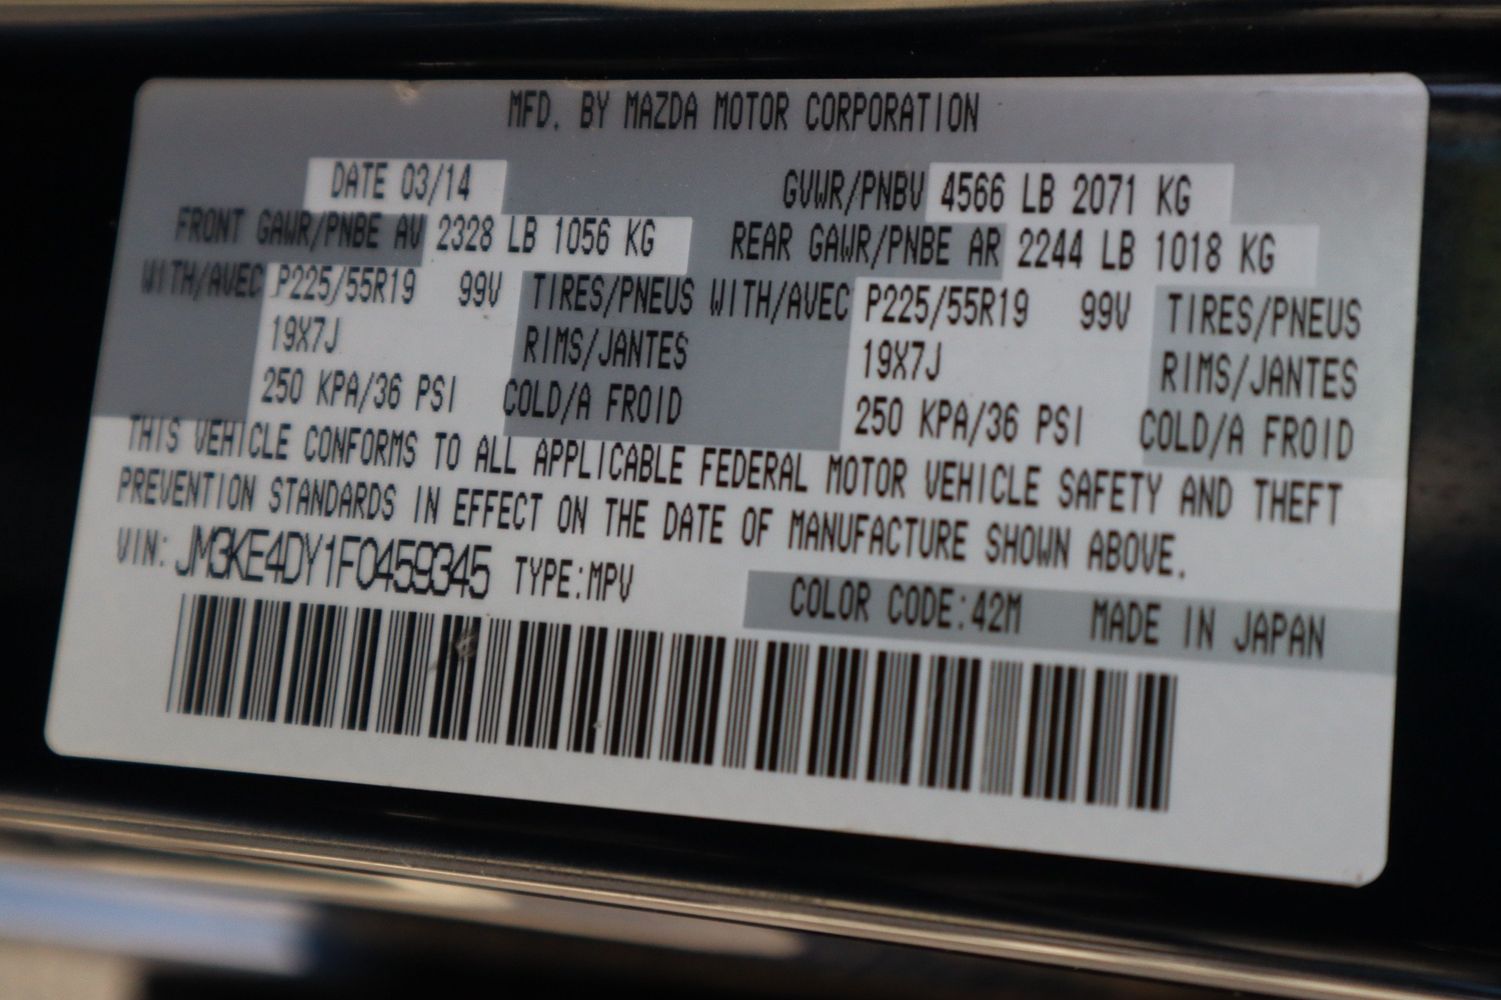 MFD. BY MAZDA MOTOR CORPORATION
DATE 03/14 GVWR/PNBV 4566 LB 2071 KG
FRONT GAWR/PNBE AV 2328 LB 1056 KG REAR GAWR/PNBE AR 2244 LB 1018 KG
WITH/AVEC P225/55R19 99V TIRES/PNEUS WITH/AVEC P225/55R19 99V TIRES/PNEUS
19X7J RIMS/JANTES 19X7J RIMS/JANTES
250 KPA/36 PSI COLD/A FROID 250 KPA/36 PSI COLD/A FROID
THIS VEHICLE CONFORMS TO ALL APPLICABLE FEDERAL MOTOR VEHICLE SAFETY AND THEFT
PREVENTION STANDARDS IN EFFECT ON THE DATE OF MANUFACTURE SHOWN ABOVE.
VIN: JM3KE4DY1F0459345 TYPE:MPV COLOR CODE:42M MADE IN JAPAN